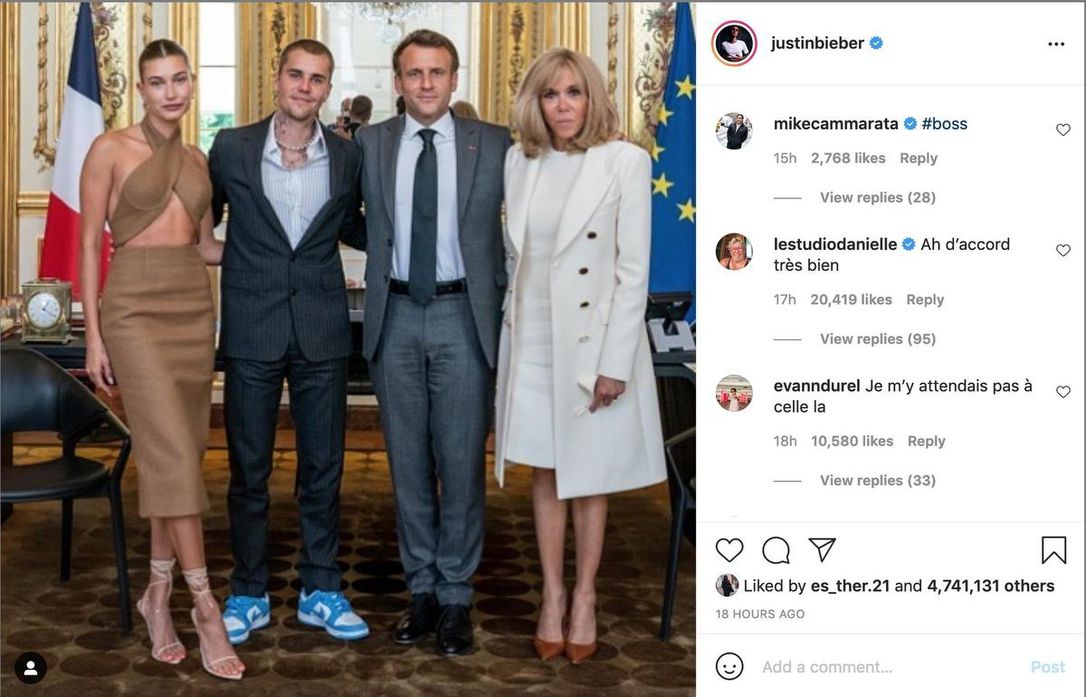 justinbieber
mikecammarata #boss
15h 2,768 likes Reply
View replies (28)
lestudiodanielle Ah d’accord
très bien
17h 20,419 likes Reply
View replies (95)
evanndurel Je m’y attendais pas à
celle la
18h 10,580 likes Reply
View replies (33)
Liked by es_ther.21 and 4,741,131 others
18 HOURS AGO
Add a comment... Post